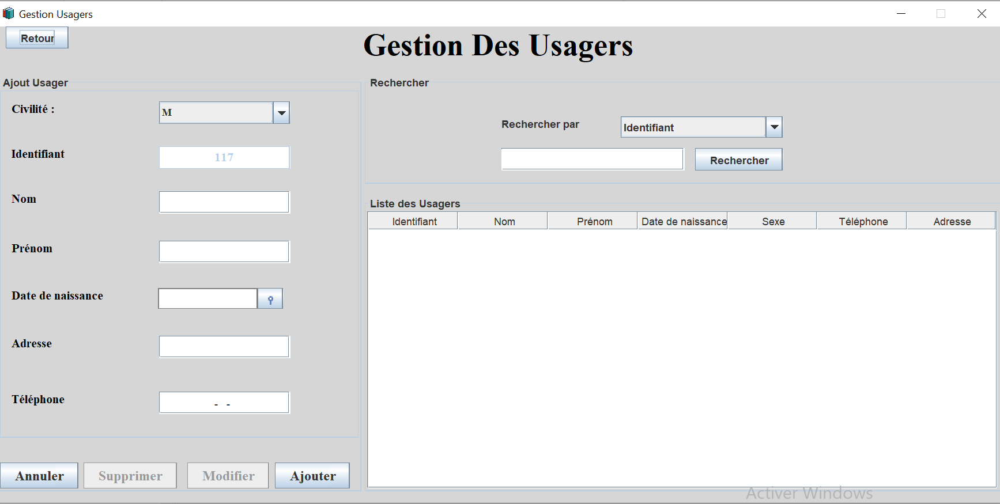 Gestion Usagers
Retour
Gestion Des Usagers
Ajout Usager
Civilité :
M
Identifiant
117
Nom
Prénom
Date de naissance
Adresse
Téléphone
- -
Annuler
Supprimer
Modifier
Ajouter
Rechercher
Rechercher par
Identifiant
Rechercher
Liste des Usagers
Identifiant Nom Prénom Date de naissance Sexe Téléphone Adresse
Activer Windows